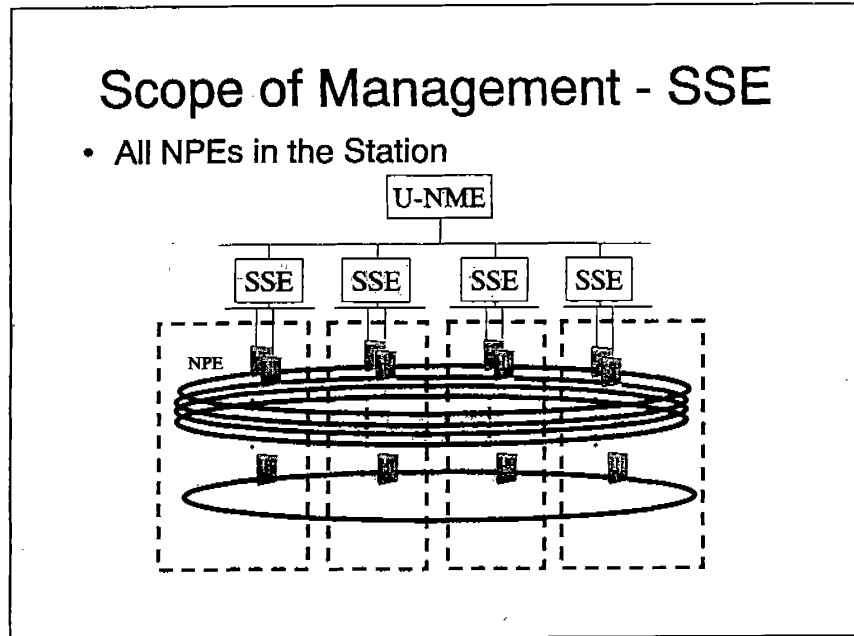 Scope of Management - SSE
• All NPEs in the Station
U-NME
SSE SSE SSE SSE
NPE